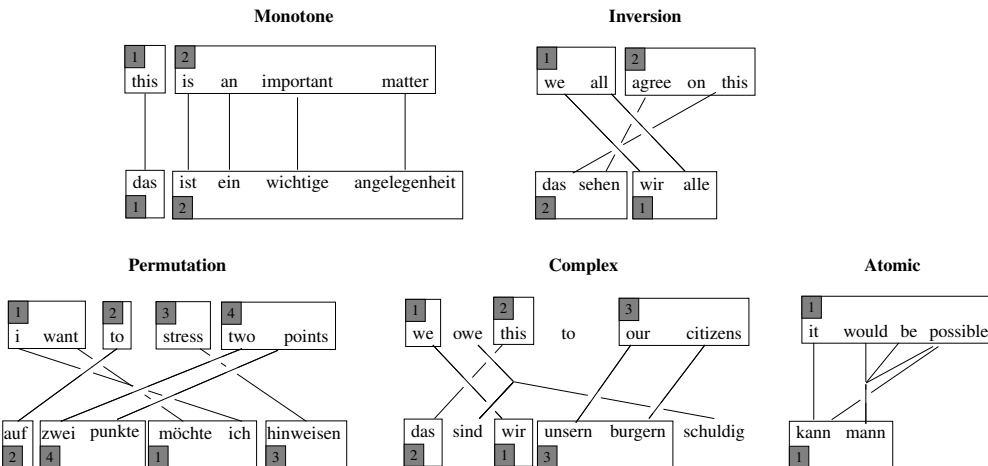 Monotone Inversion
1 2 1 2
this is an important matter we all agree on this
das ist ein wichtige angelegenheit das sehen wir alle
1 2 2 1
Permutation Complex Atomic
1 2 3 4 1 2 3 1
i want to stress two points we owe this to our citizens it would be possible
auf zwei punkte möchte ich hinweisen das sind wir unsern burgern schuldig kann mann
2 4 1 3 2 1 3 1